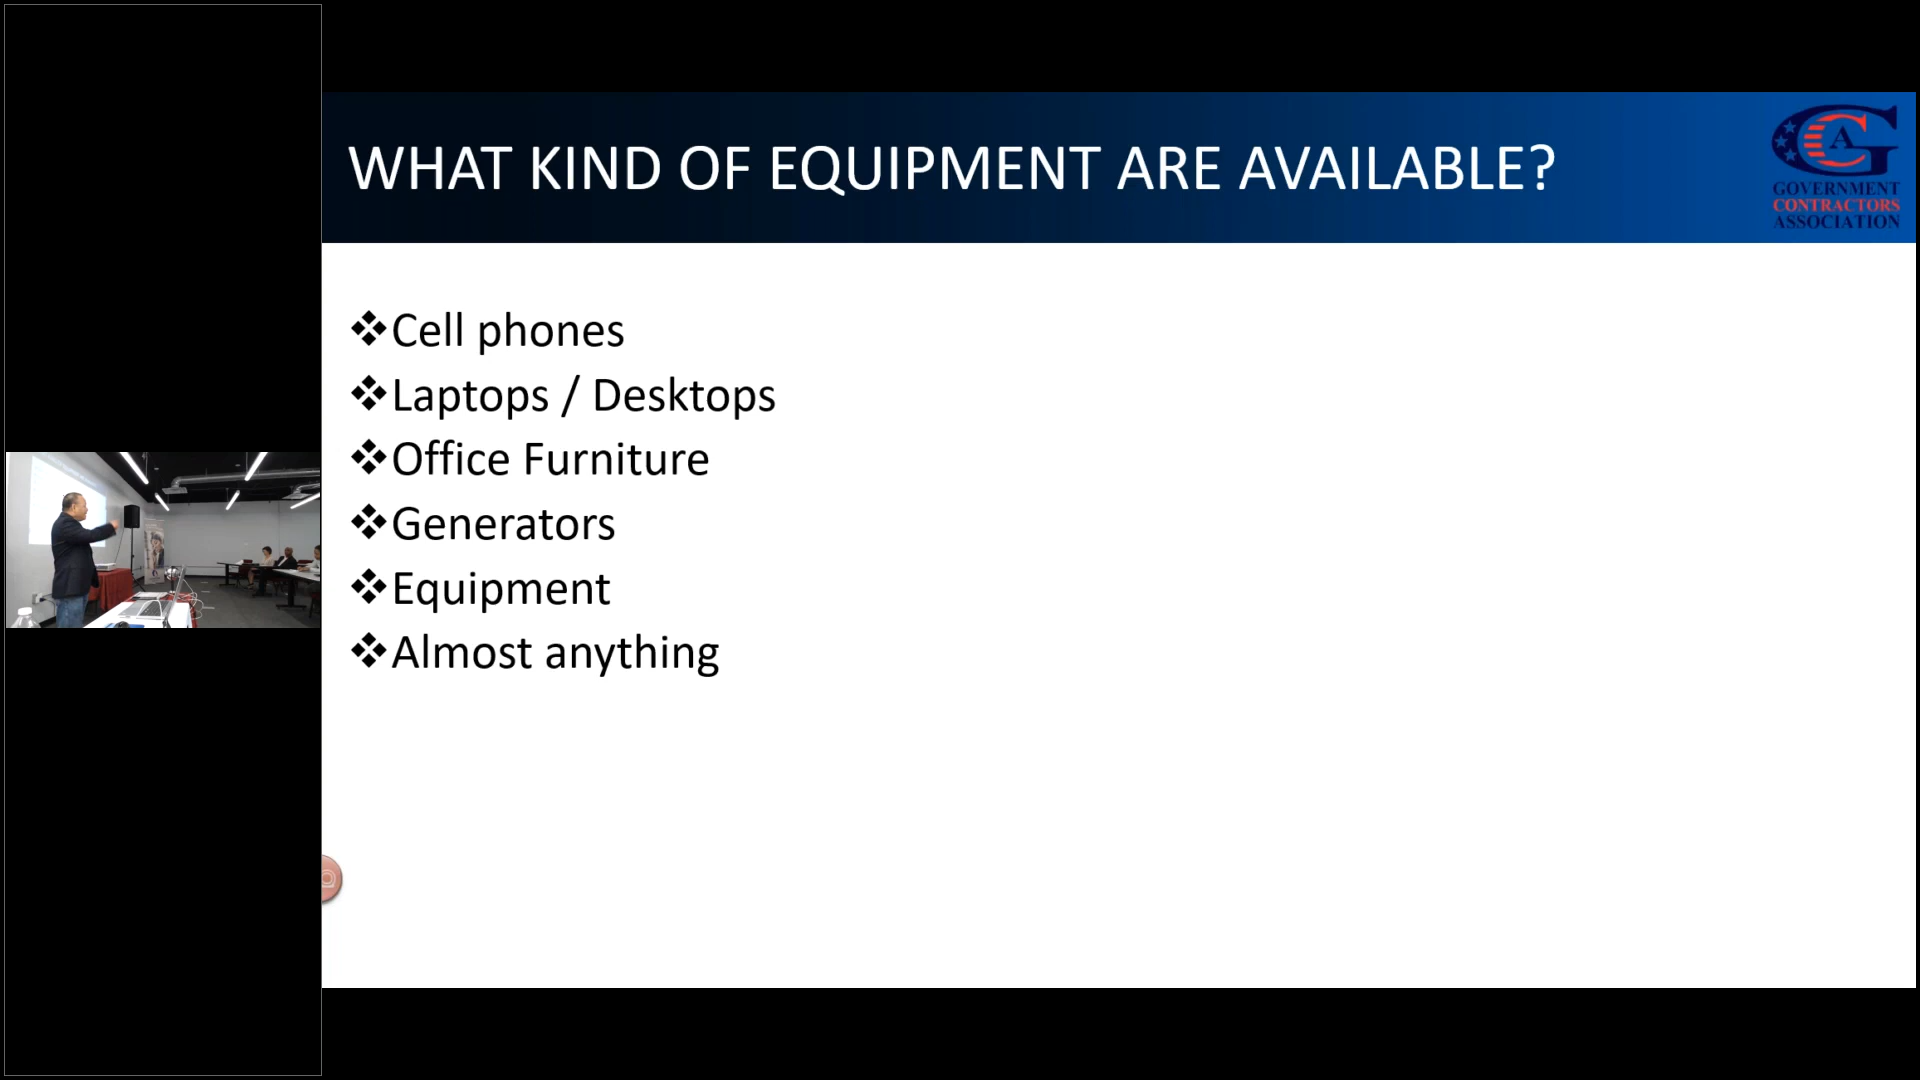 WHAT KIND OF EQUIPMENT ARE AVAILABLE?
GCA
GOVERNMENT
CONTRACTORS
ASSOCIATION
❖Cell phones
❖Laptops / Desktops
❖Office Furniture
❖Generators
❖Equipment
❖Almost anything